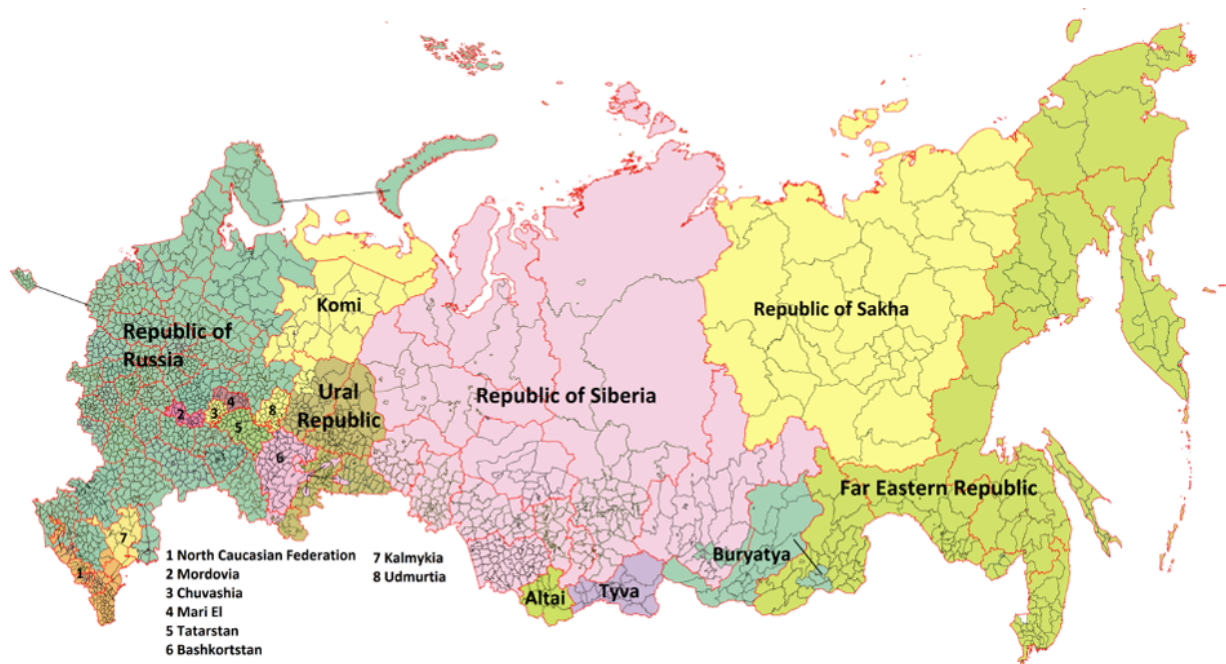 Komi
Republic of
Russia
Republic of Sakha
Ural
Republic
Republic of Siberia
4
2
3
8
5
6
Far Eastern Republic
7
Buryatya
1
Altai
Tyva
1 North Caucasian Federation
2 Mordovia
3 Chuvashia
4 Mari El
5 Tatarstan
6 Bashkortstan
7 Kalmykia
8 Udmurtia